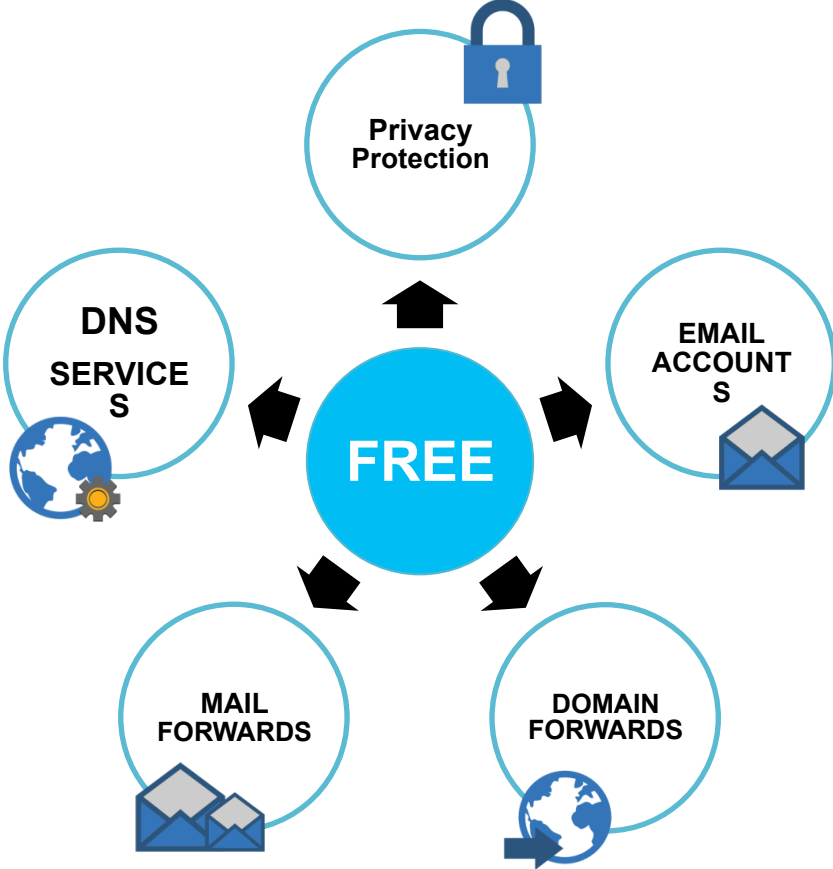 Privacy
Protection
DNS
SERVICE
S
EMAIL
ACCOUNT
S
FREE
MAIL
FORWARDS
DOMAIN
FORWARDS